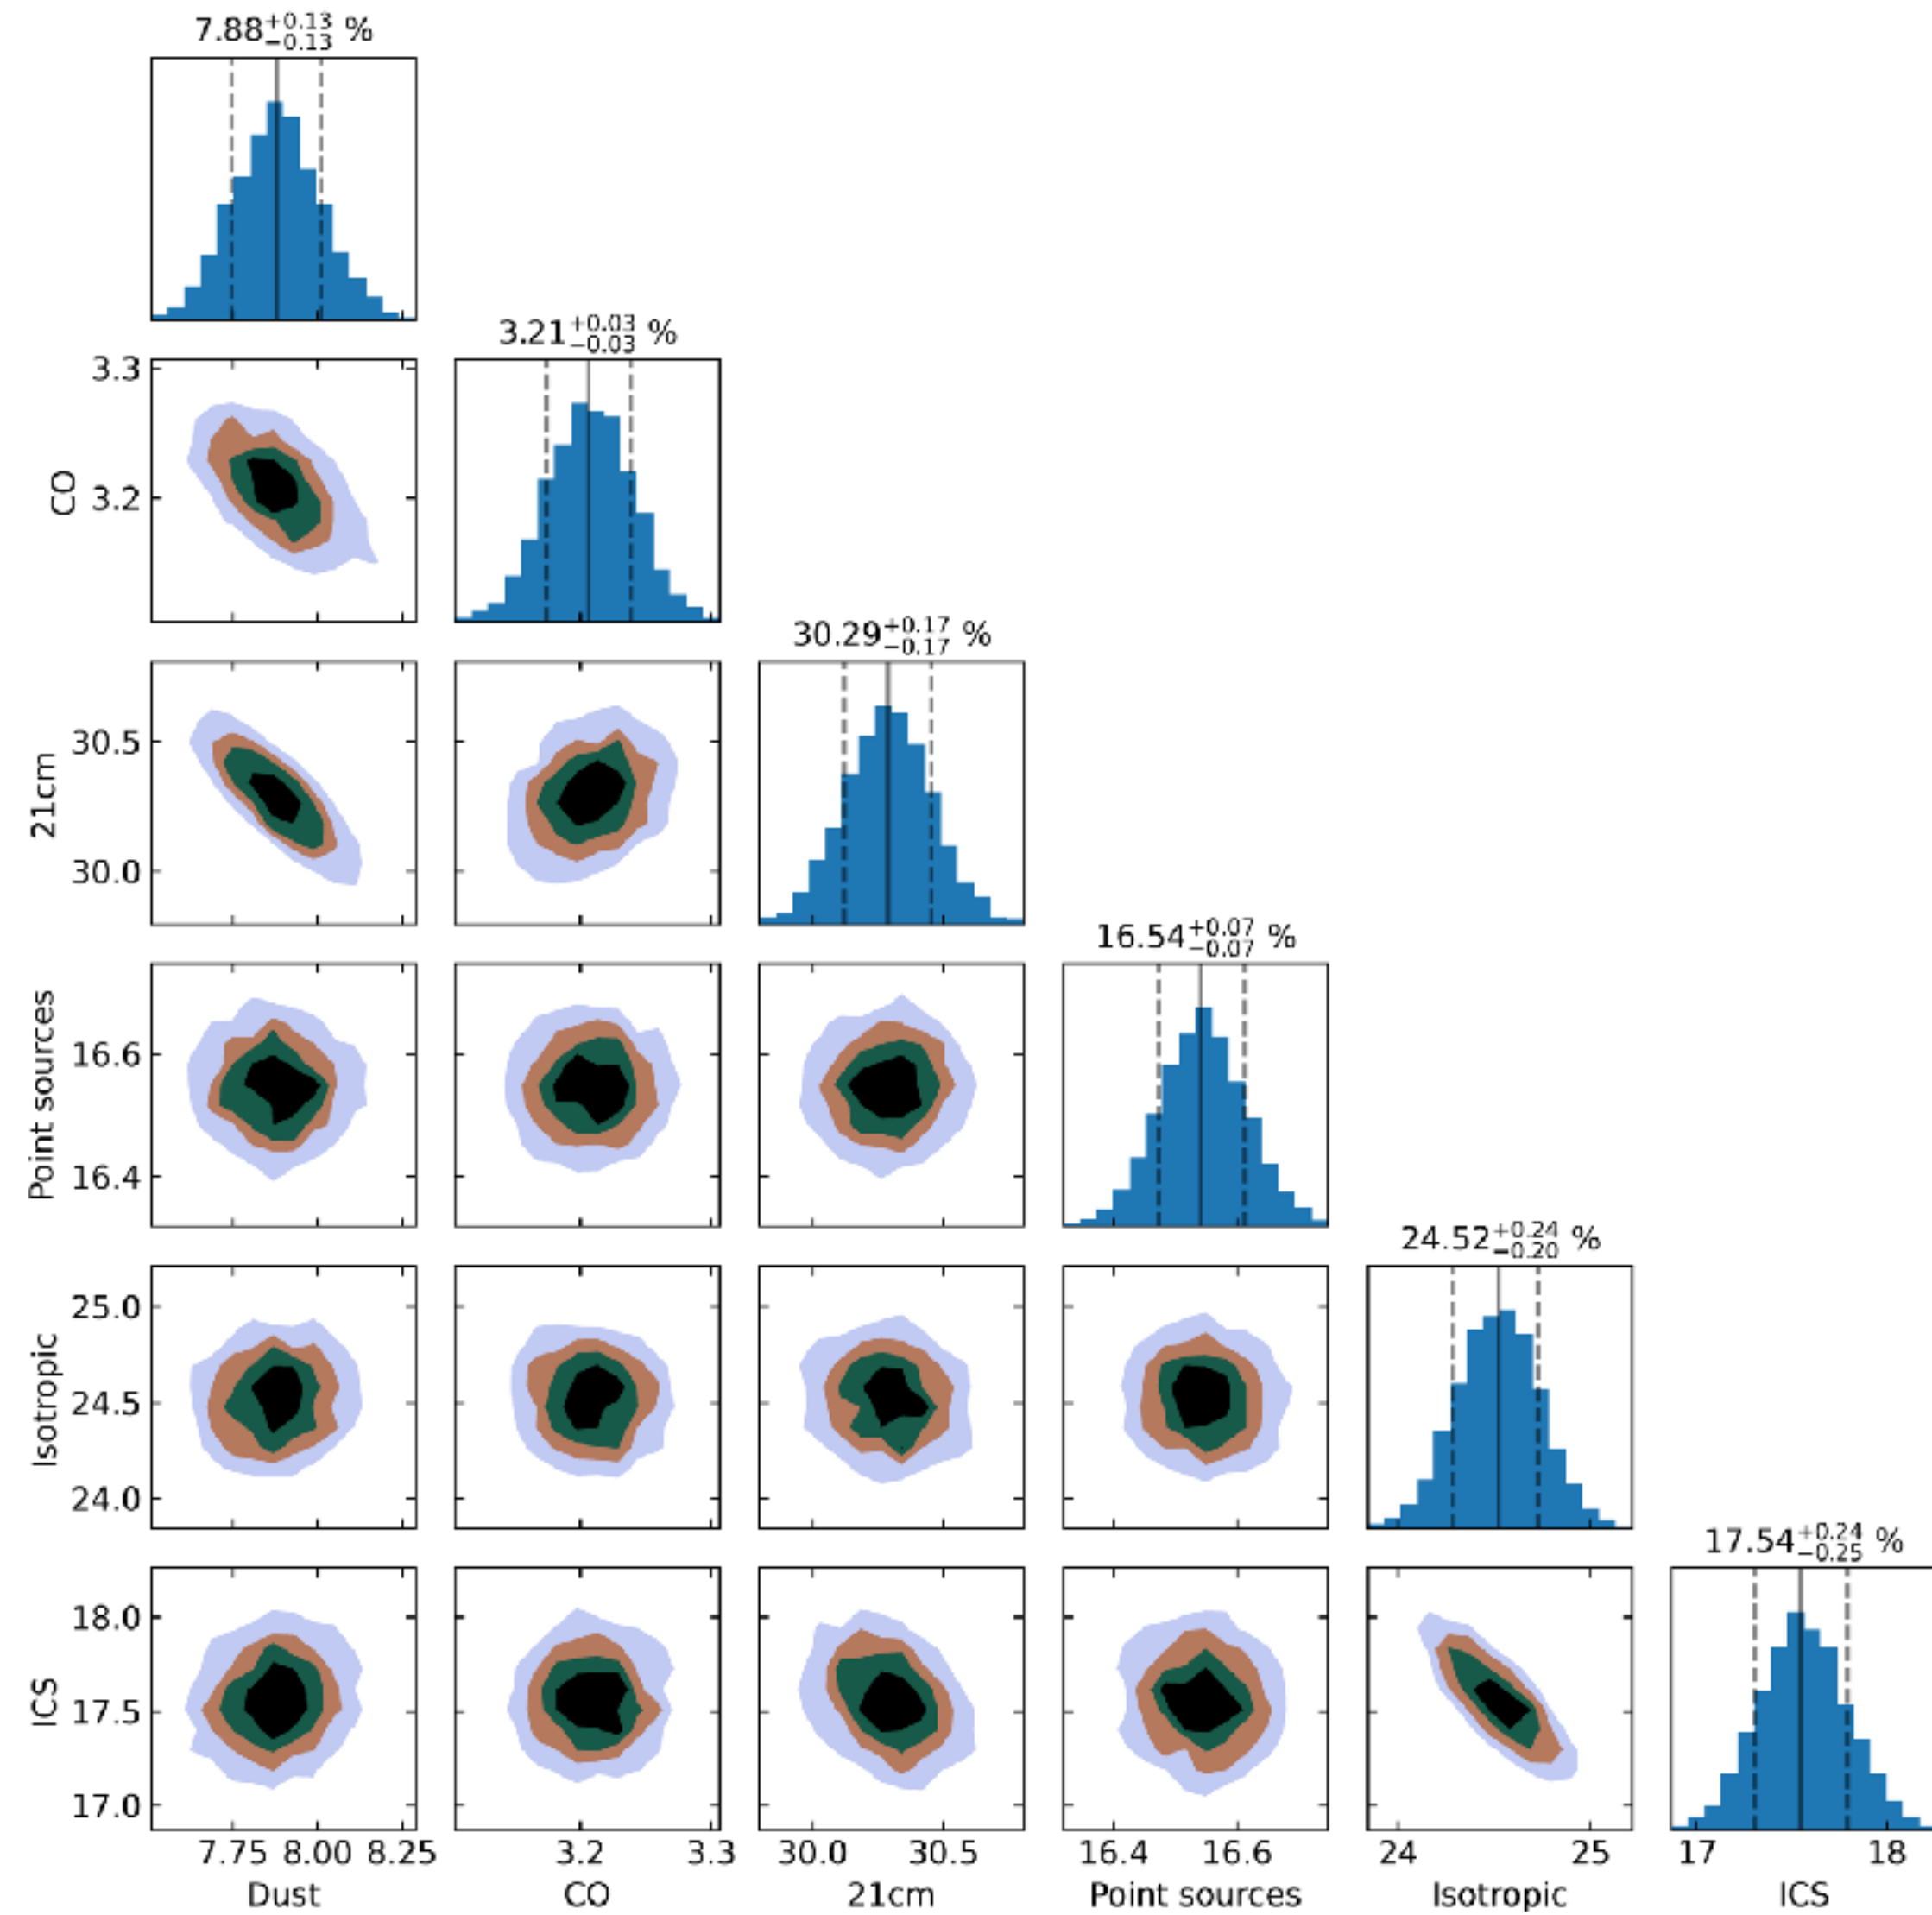 7.88+0.13−0.13 %
3.21+0.03−0.03 %
3.3
3.2
CO
30.29+0.17−0.17 %
30.5
30.0
21cm
16.54+0.07−0.07 %
16.6
16.4
Point sources
24.52+0.24−0.20 %
25.0
24.5
24.0
Isotropic
17.54+0.24−0.25 %
18.0
17.5
17.0
ICS
7.75 8.00 8.25 3.2 3.3 30.0 30.5 16.4 16.6 24 25 17 18
Dust CO 21cm Point sources Isotropic ICS